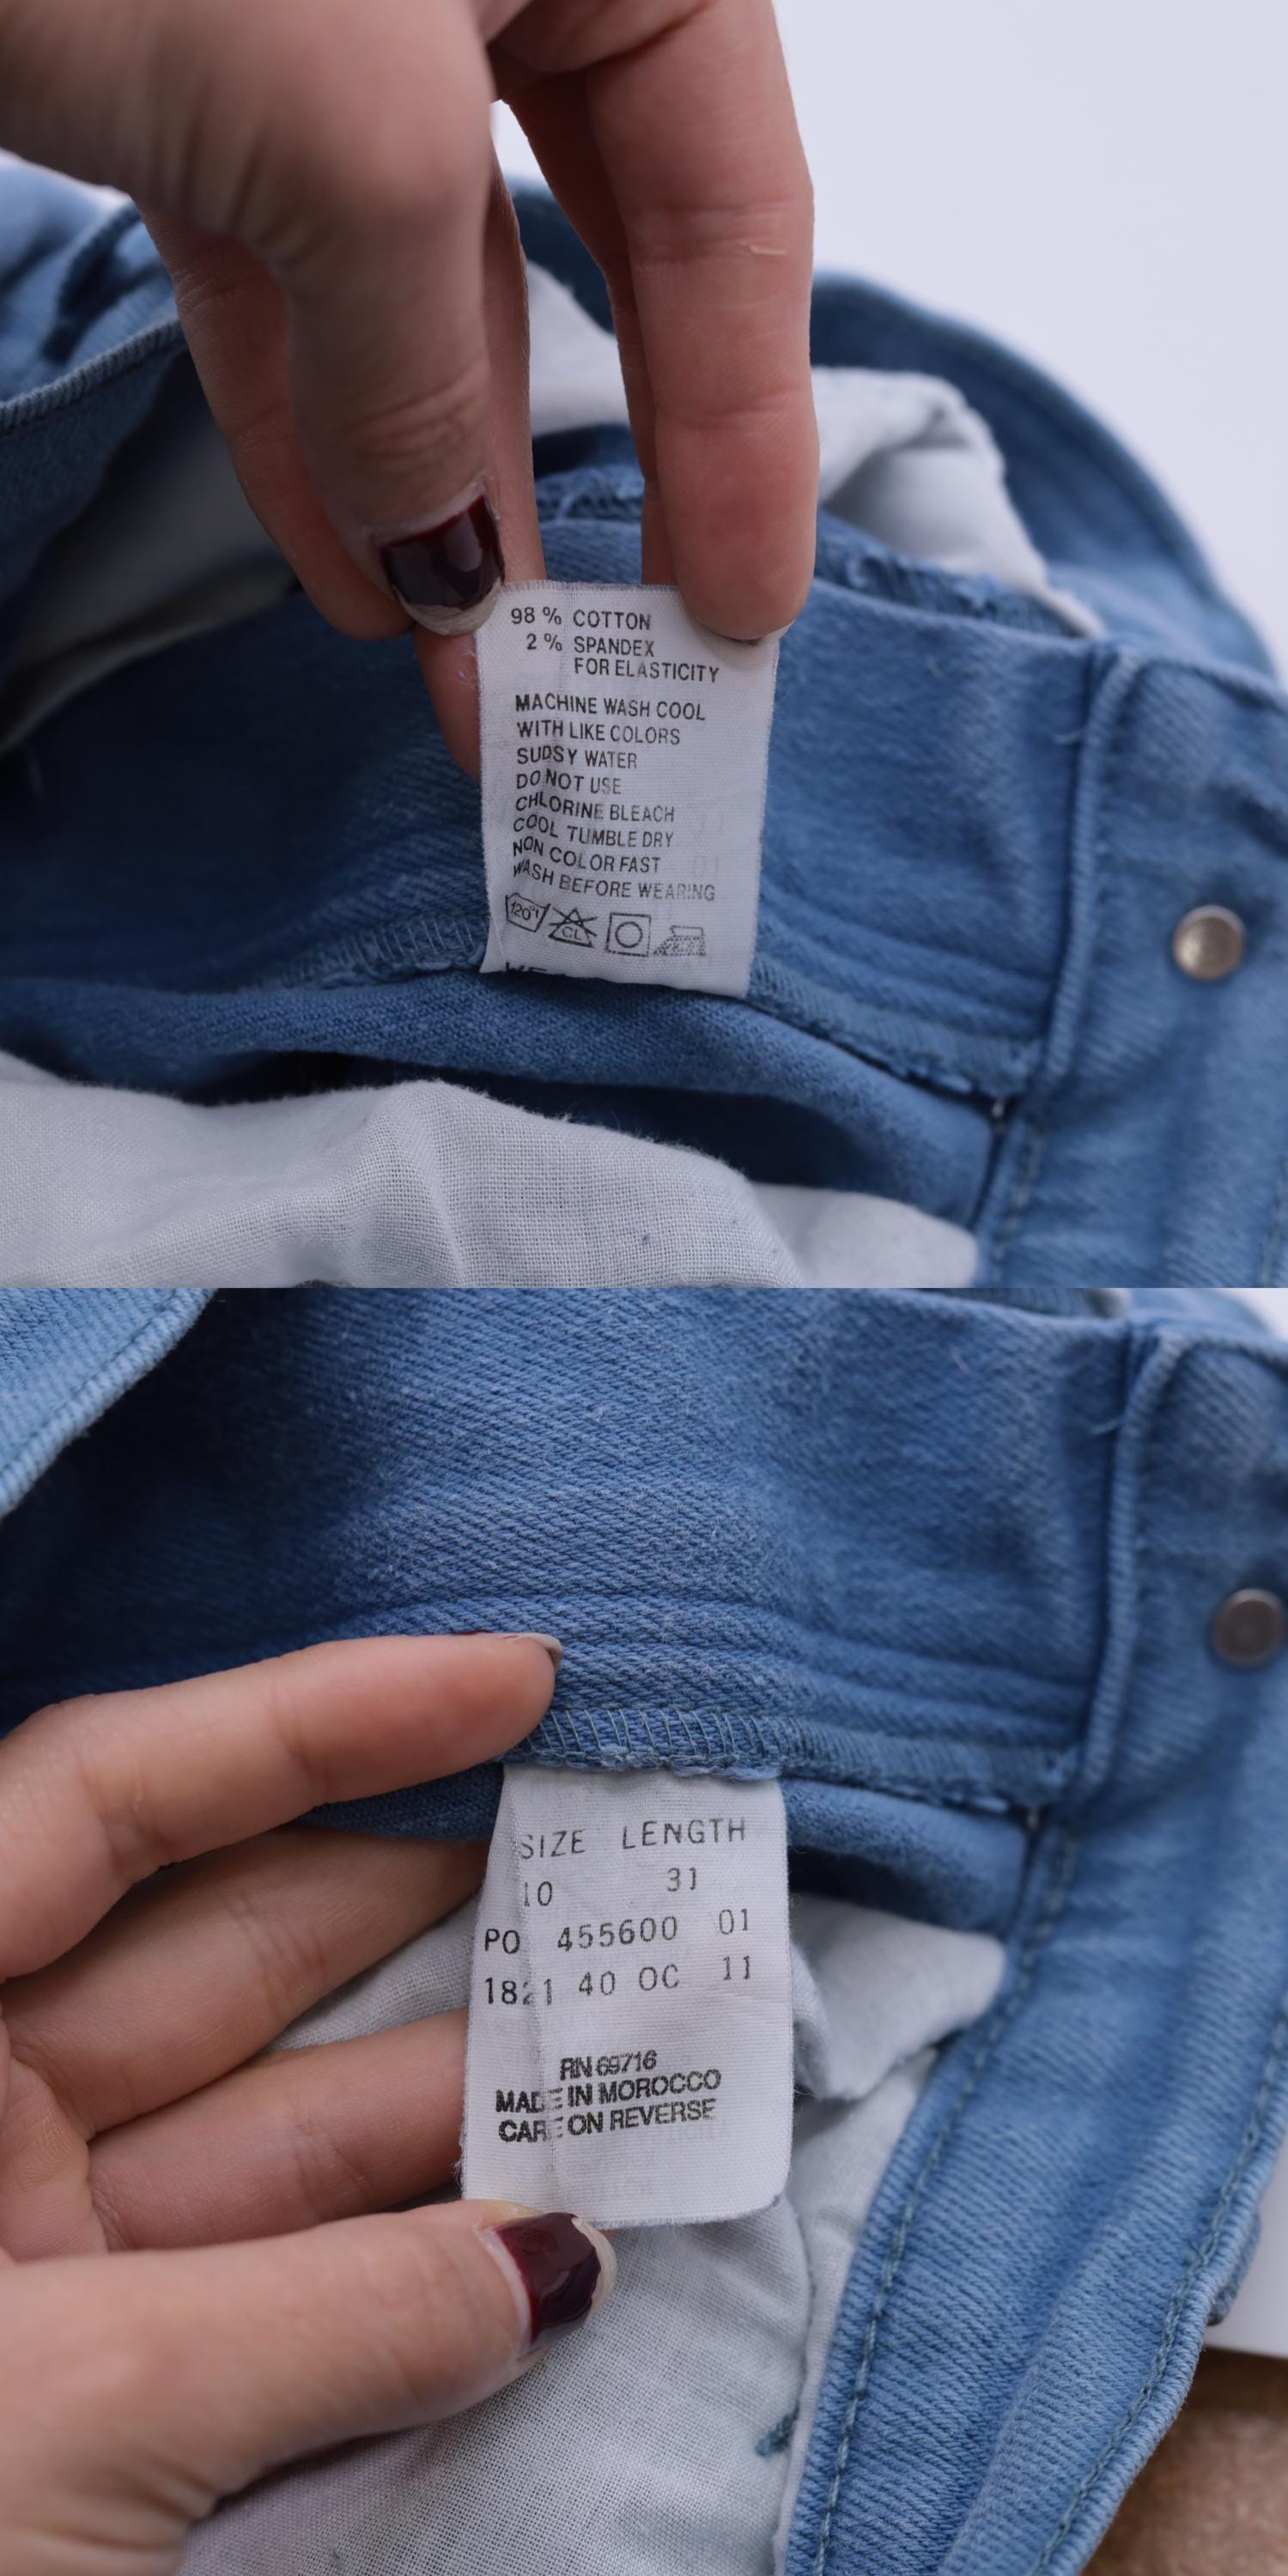 98 % COTTON
2 % SPANDEX
FOR ELASTICITY
MACHINE WASH COOL
WITH LIKE COLORS
SUDSY WATER
DO NOT USE
CHLORINE BLEACH
COOL TUMBLE DRY
NON COLOR FAST
WASH BEFORE WEARING
120°F
CL
SIZE LENGTH
10 31
PO 455600 01
1821 40 OC 11
RN 69716
MADE IN MOROCCO
CARE ON REVERSE